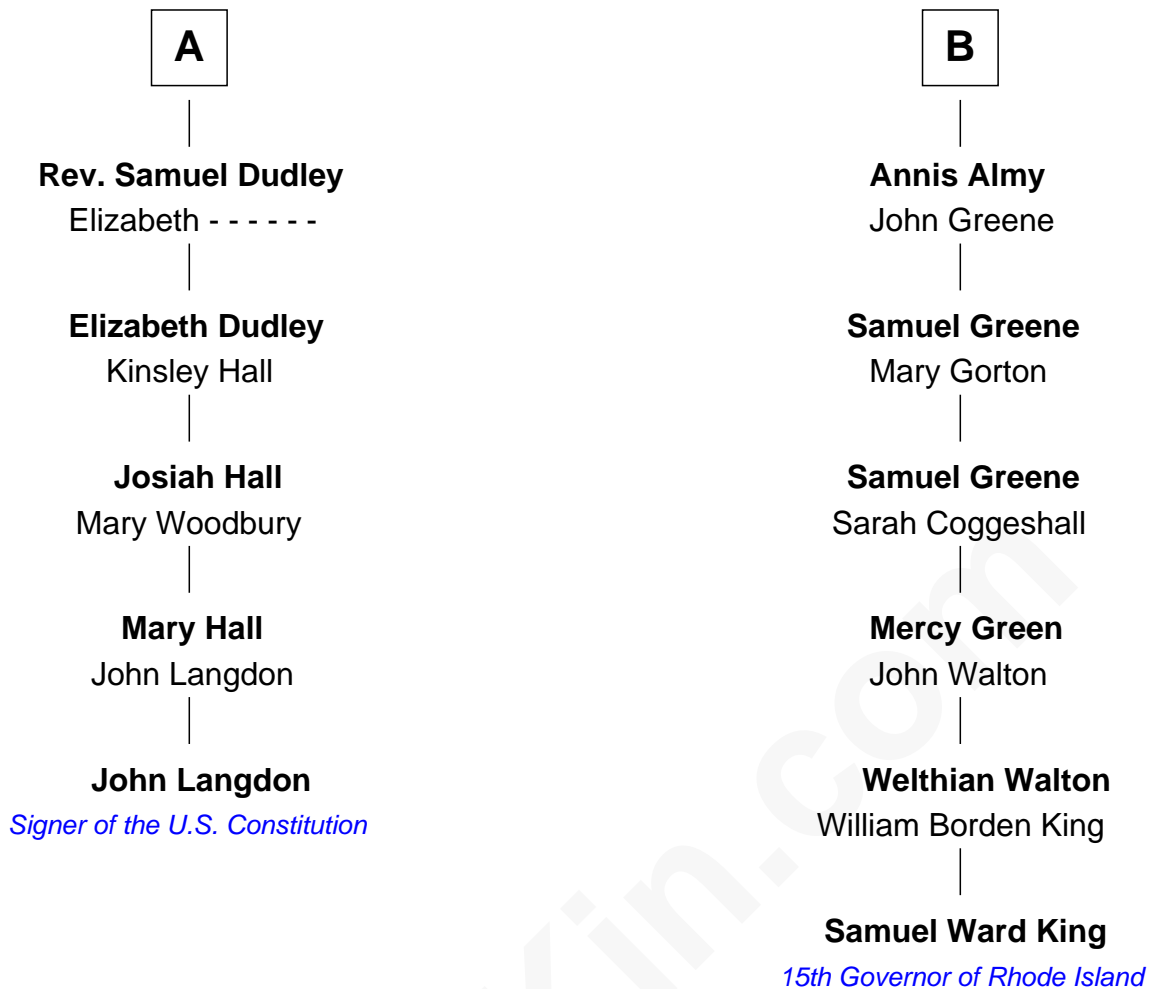 A
Rev. Samuel Dudley
Elizabeth - - - - - -
Elizabeth Dudley
Kinsley Hall
Josiah Hall
Mary Woodbury
Mary Hall
John Langdon
John Langdon
Signer of the U.S. Constitution
B
Annis Almy
John Greene
Samuel Greene
Mary Gorton
Samuel Greene
Sarah Coggeshall
Mercy Green
John Walton
Welthian Walton
William Borden King
Samuel Ward King
15th Governor of Rhode Island
Kin.com